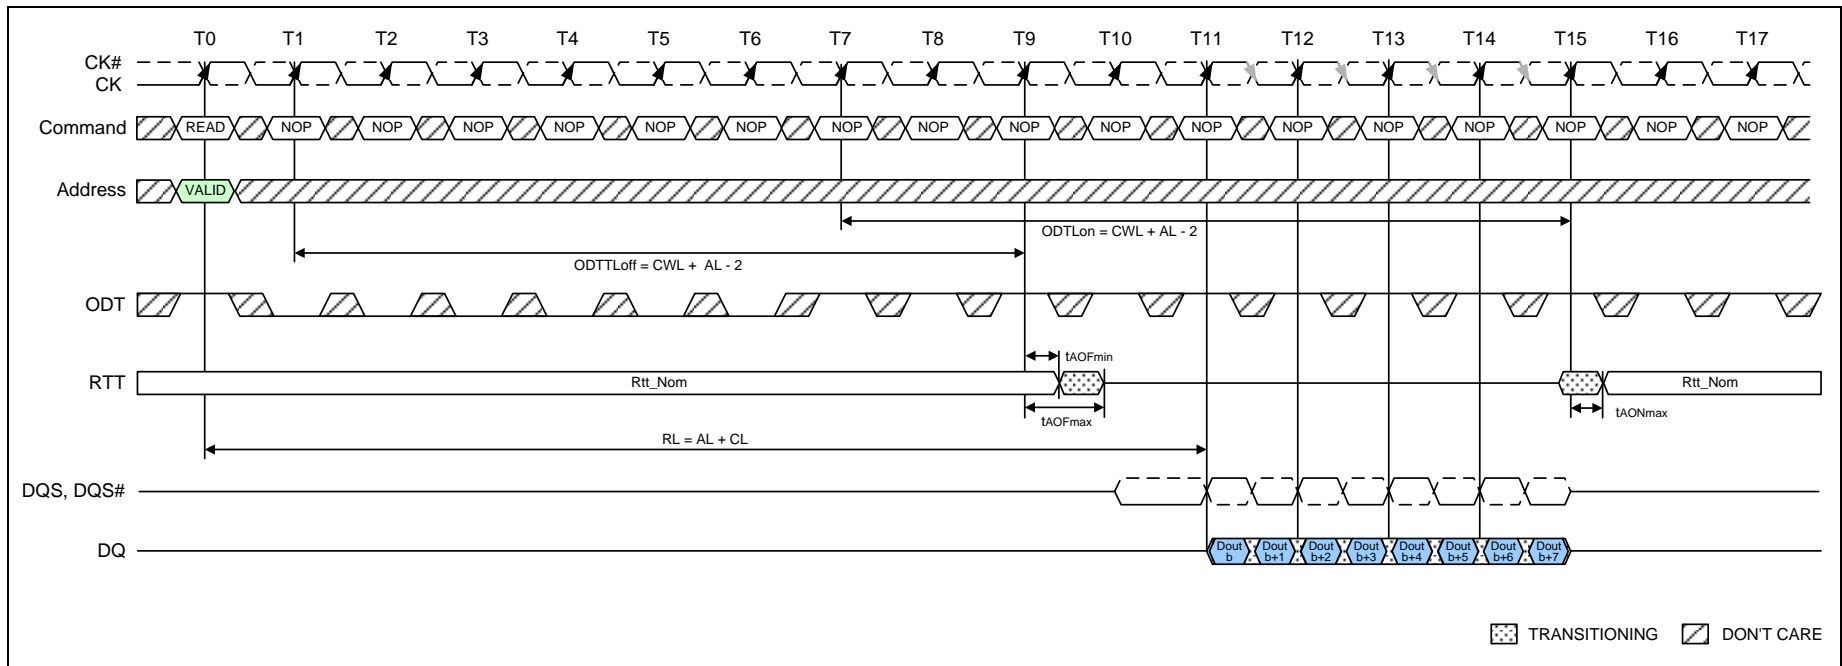 T0 T1 T2 T3 T4 T5 T6 T7 T8 T9 T10 T11 T12 T13 T14 T15 T16 T17
CK#
CK
Command READ NOP NOP NOP NOP NOP NOP NOP NOP NOP NOP NOP NOP NOP NOP NOP NOP NOP
Address VALID
ODTLon = CWL + AL - 2
ODTTLoff = CWL + AL - 2
ODT
tAOFmin
RTT Rtt_Nom Rtt_Nom
tAOFmax
tAONmax
RL = AL + CL
DQS, DQS#
DQ
Dout Dout Dout Dout Dout Dout Dout Dout
b b+1 b+2 b+3 b+4 b+5 b+6 b+7
TRANSITIONING DON'T CARE